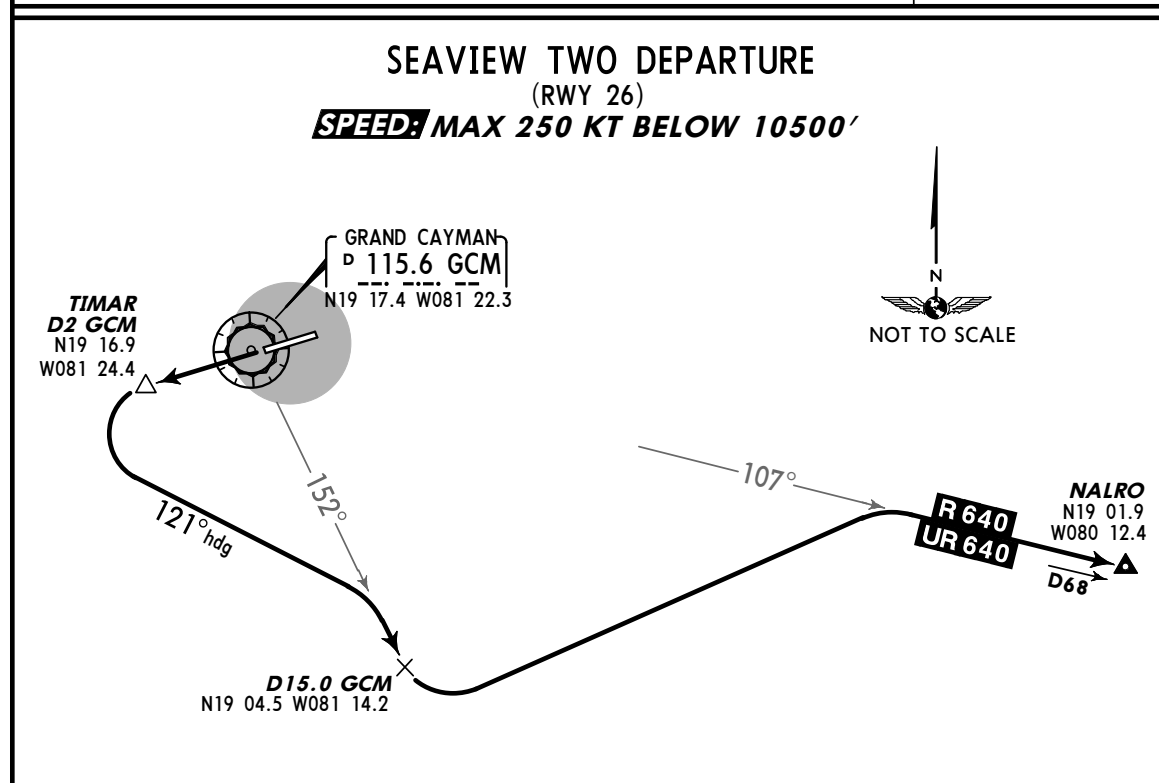 SEAVIEW TWO DEPARTURE
(RWY 26)
SPEED: MAX 250 KT BELOW 10500'
GRAND CAYMAN
D 115.6 GCM
N19 17.4 W081 22.3
TIMAR
D2 GCM
N19 16.9
W081 24.4
N
NOT TO SCALE
152°
121° hdg
107°
R 640
UR 640
NALRO
N19 01.9
W080 12.4
D68
D15.0 GCM
N19 04.5 W081 14.2